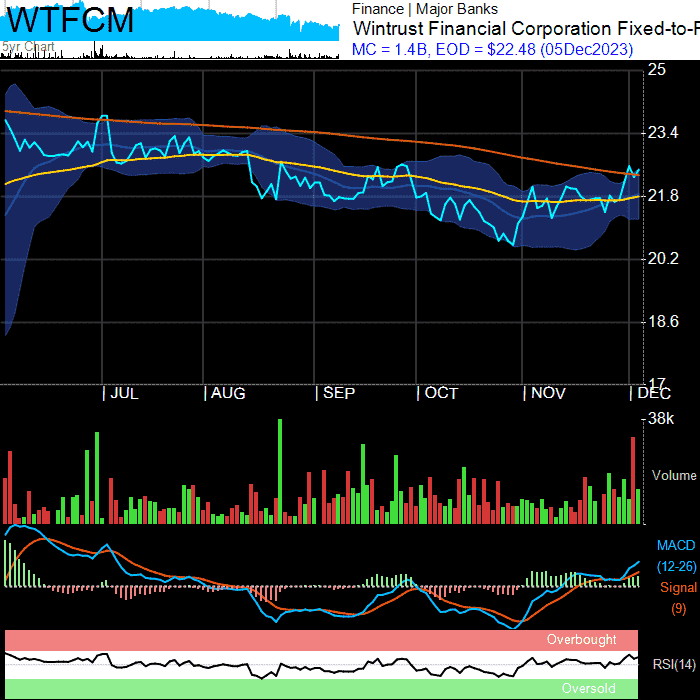 WTFCM
5yr Chart
Finance | Major Banks
Wintrust Financial Corporation Fixed-to-F
MC = 1.4B, EOD = $22.48 (05Dec2023)
25
23.4
21.8
20.2
18.6
17
JUL AUG SEP OCT NOV DEC
38k
Volume
MACD
(12-26)
Signal
(9)
Overbought
RSI(14)
Oversold